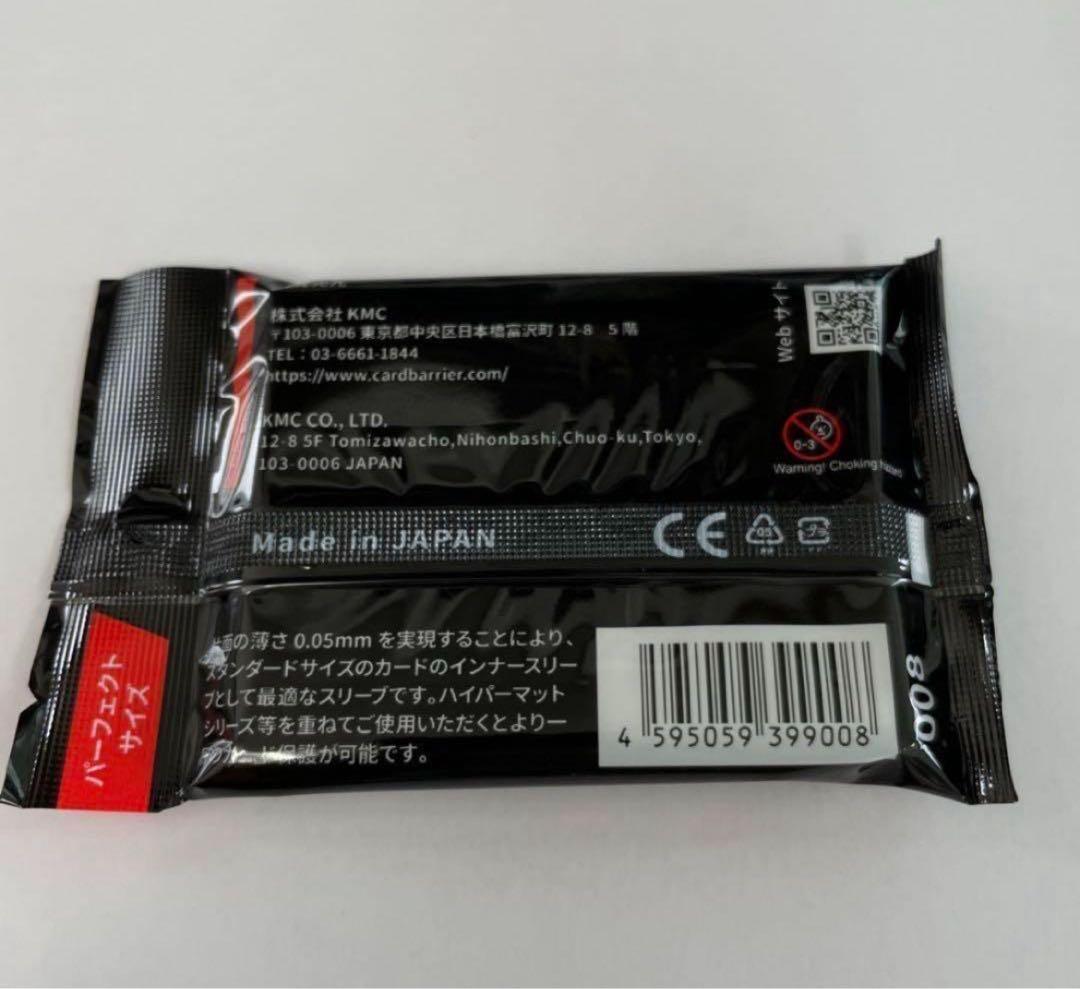 株式会社 KMC
〒103-0006 東京都中央区日本橋富沢町 12-8 5 階
TEL : 03-6661-1844
https://www.cardbarrier.com/
KMC CO., LTD.
12-8 5F Tomizawacho,Nihonbashi,Chuo-ku,Tokyo,
103-0006 JAPAN
Web サイト
0-3
Warning! Choking
Made in JAPAN
CE
05
プラ
パーフェクト
サイズ
の薄さ 0.05mm を実現することにより、
スタンダードサイズのカードのインナースリー
ブとして最適なスリーブです。ハイパーマット
シリーズ等を重ねてご使用いただくとより一
保護が可能です。
4 595059 399008
9008